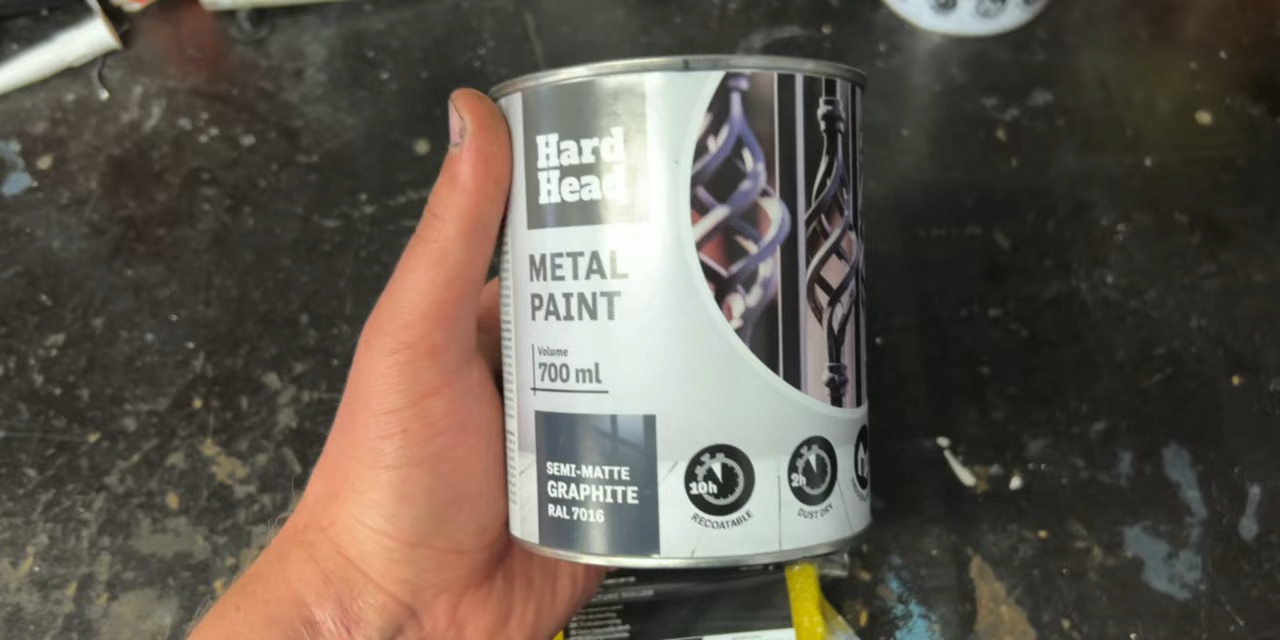 Hard
Head
METAL
PAINT
Volume
700 ml
SEMI-MATTE
GRAPHITE
RAL 7016
10h
RECOATABLE
2h
DUST DRY